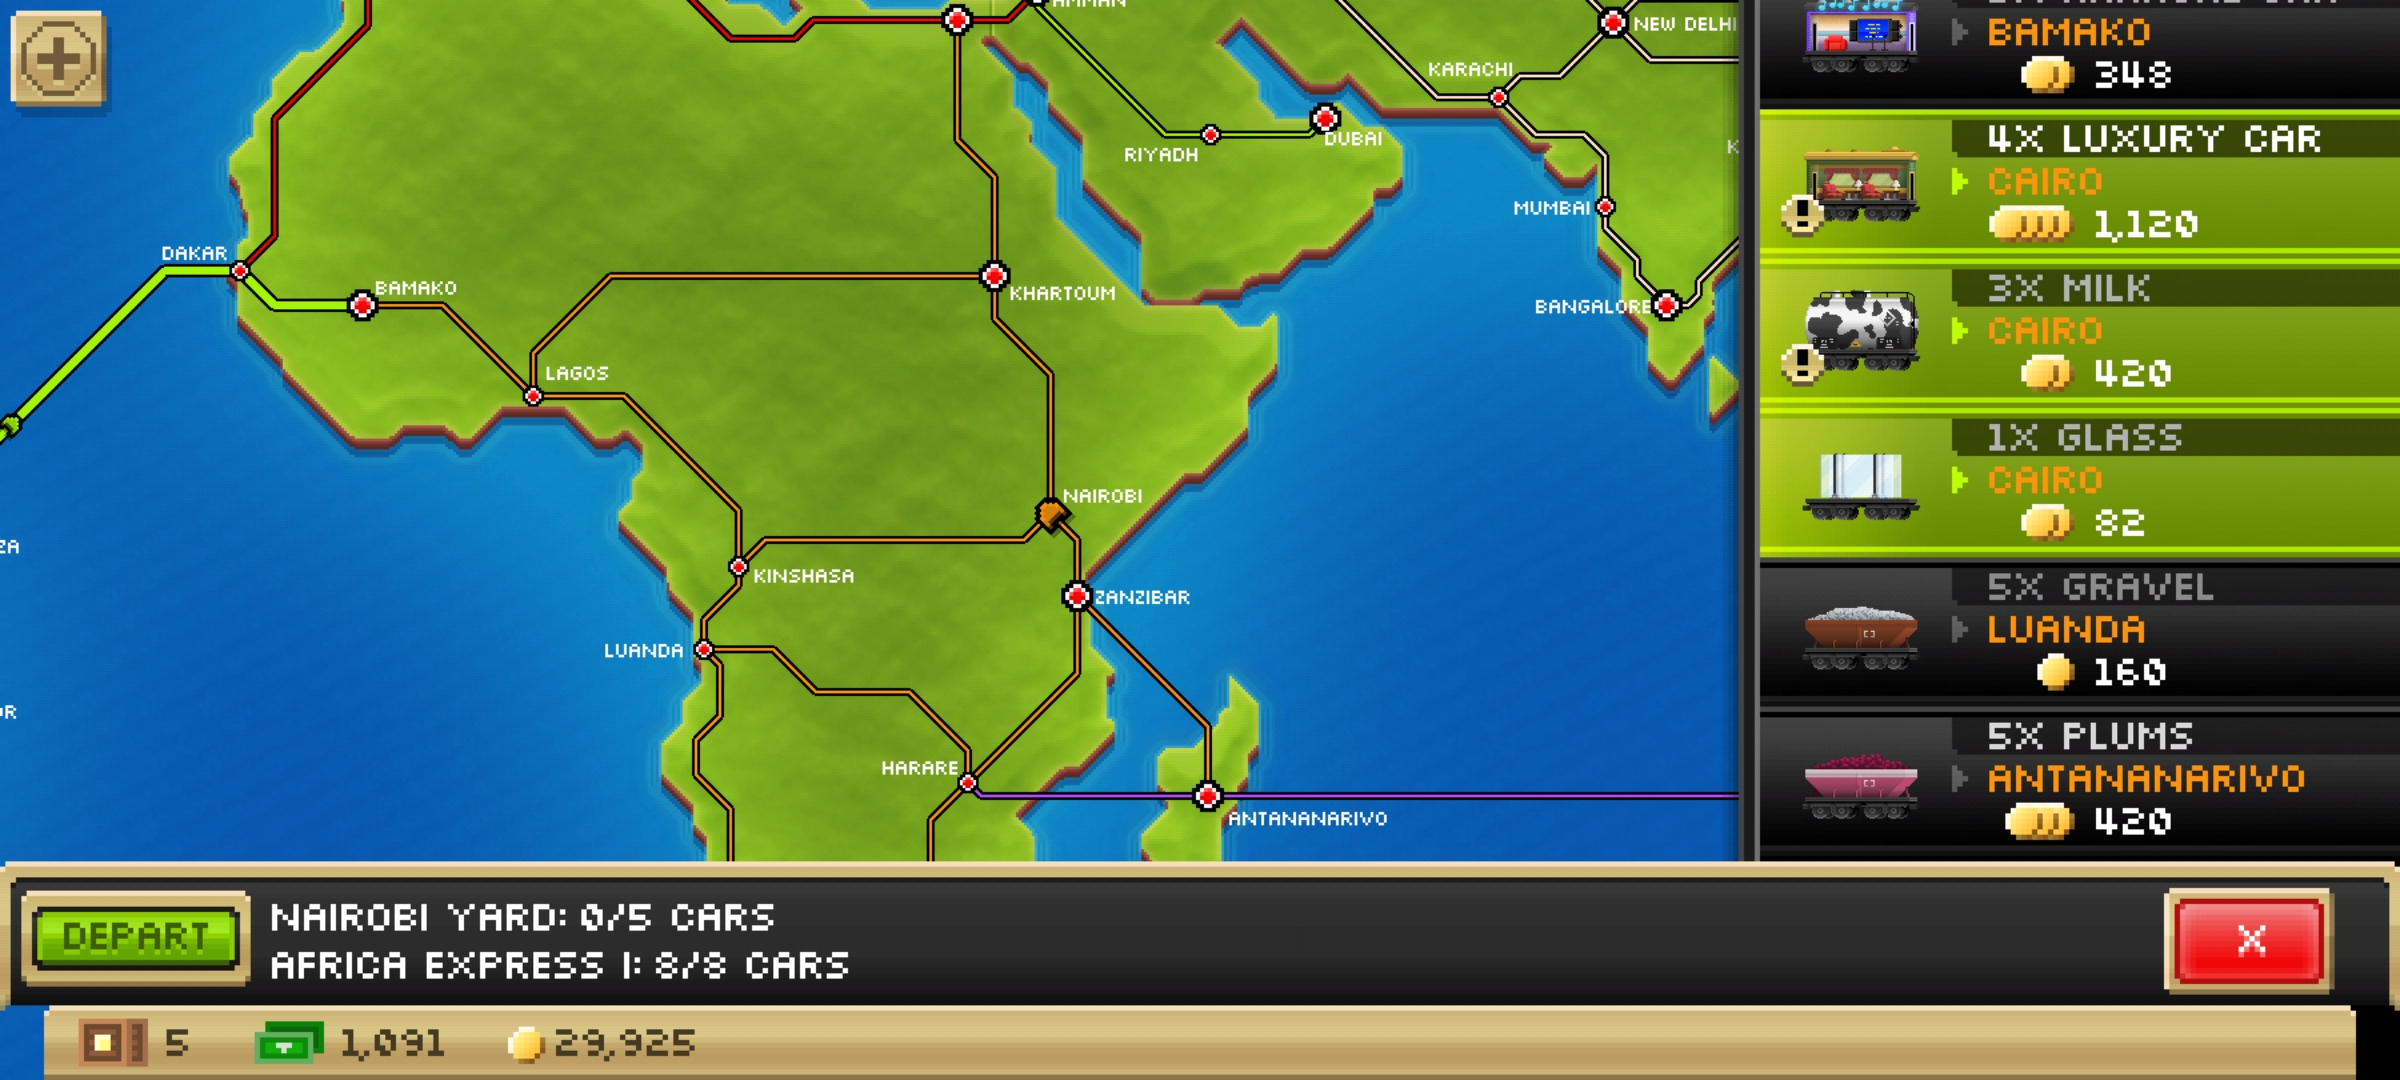 AMMAN
NEW DELHI
KARACHI
RIYADH
DUBAI
MUMBAI
BANGALORE
DAKAR
BAMAKO
KHARTOUM
LAGOS
NAIROBI
KINSHASA
ZANZIBAR
LUANDA
HARARE
ANTANANARIVO
BAMAKO
348
4X LUXURY CAR
CAIRO
1,120
3X MILK
CAIRO
420
1X GLASS
CAIRO
82
5X GRAVEL
LUANDA
160
5X PLUMS
ANTANANARIVO
420
DEPART
NAIROBI YARD: 0/5 CARS
AFRICA EXPRESS I: 8/8 CARS
X
5
1,091
29,925